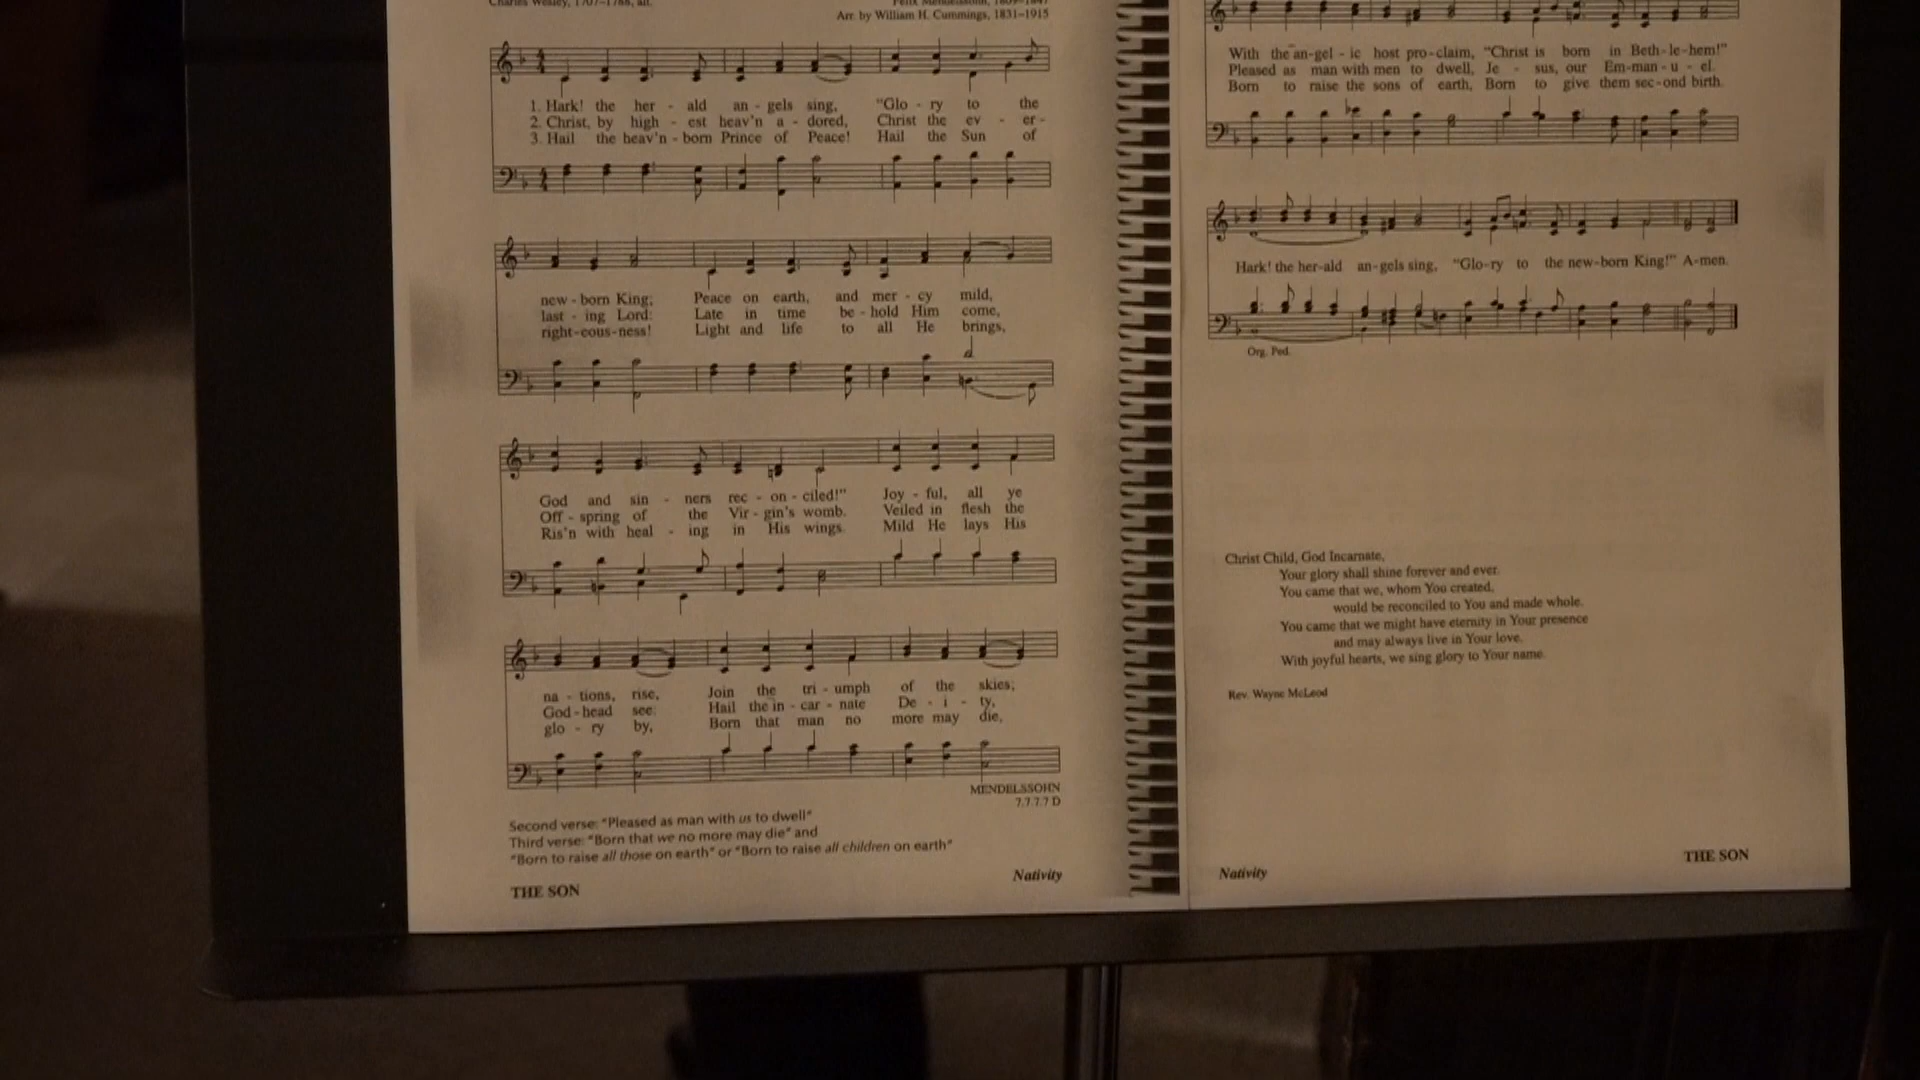 Charles Wesley, 1707-1788, alt.
Felix Mendelssohn, 1809-1847
Arr. by William H. Cummings, 1831–1915
1. Hark! the her - ald an - gels sing, "Glo - ry to the
2. Christ, by high - est heav'n a - dored, Christ the ev - er-
3. Hail the heav'n - born Prince of Peace! Hail the Sun of
new - born King; Peace on earth, and mer - cy mild,
last - ing Lord: Late in time be - hold Him come,
right-eous-ness! Light and life to all He brings,
God and sin - ners rec - on - ciled!" Joy - ful, all ye
Off - spring of the Vir - gin's womb. Veiled in flesh the
Ris'n with heal - ing in His wings. Mild He lays His
na - tions, rise, Join the tri - umph of the skies;
God - head see; Hail the in - car - nate De - i - ty,
glo - ry by, Born that man no more may die,
MENDELSSOHN
7.7.7.7 D
Second verse: "Pleased as man with us to dwell"
Third verse: "Born that we no more may die" and
"Born to raise all those on earth" or "Born to raise all children on earth"
Nativity
THE SON
With the an-gel - ic host pro-claim, "Christ is born in Beth-le-hem!"
Pleased as man with men to dwell, Je - sus, our Em-man - u - el.
Born to raise the sons of earth, Born to give them sec-ond birth.
Hark! the her-ald an-gels sing, "Glo-ry to the new-born King!" A-men.
Org. Ped.
Christ Child, God Incarnate,
Your glory shall shine forever and ever.
You came that we, whom You created,
would be reconciled to You and made whole.
You came that we might have eternity in Your presence
and may always live in Your love.
With joyful hearts, we sing glory to Your name.
Rev. Wayne McLeod
Nativity
THE SON